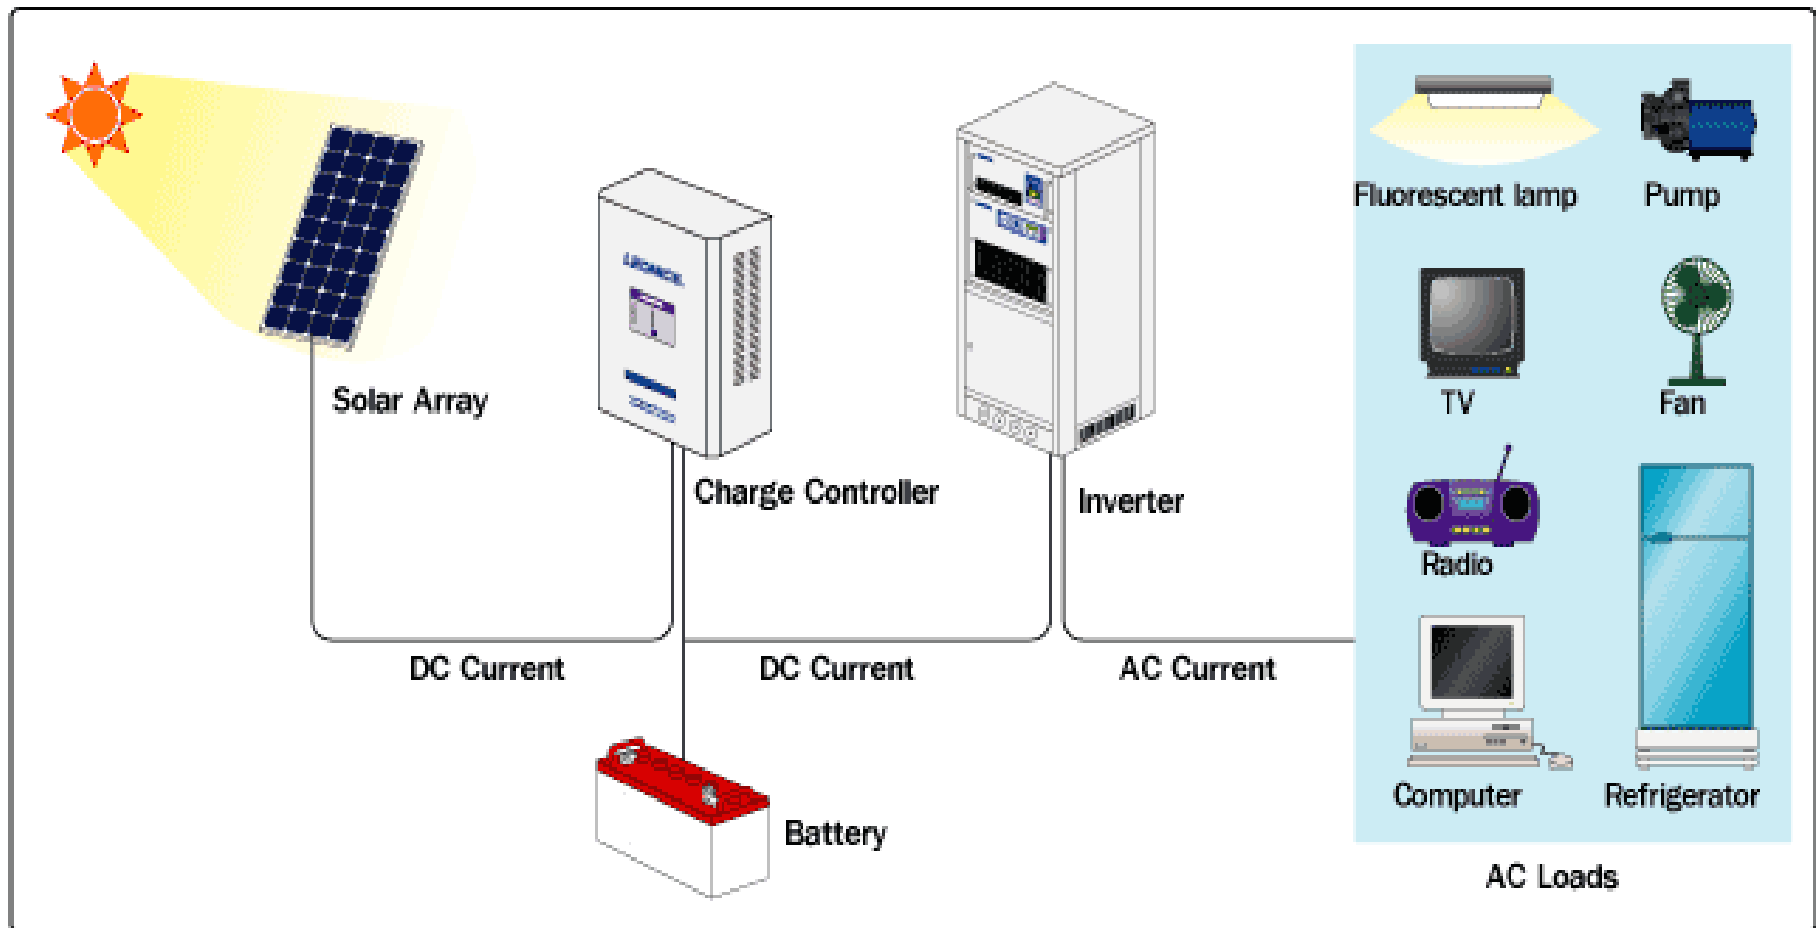 Fluorescent lamp
Pump
TV
Fan
Solar Array
Charge Controller
Inverter
Radio
DC Current
DC Current
AC Current
Computer
Refrigerator
Battery
AC Loads